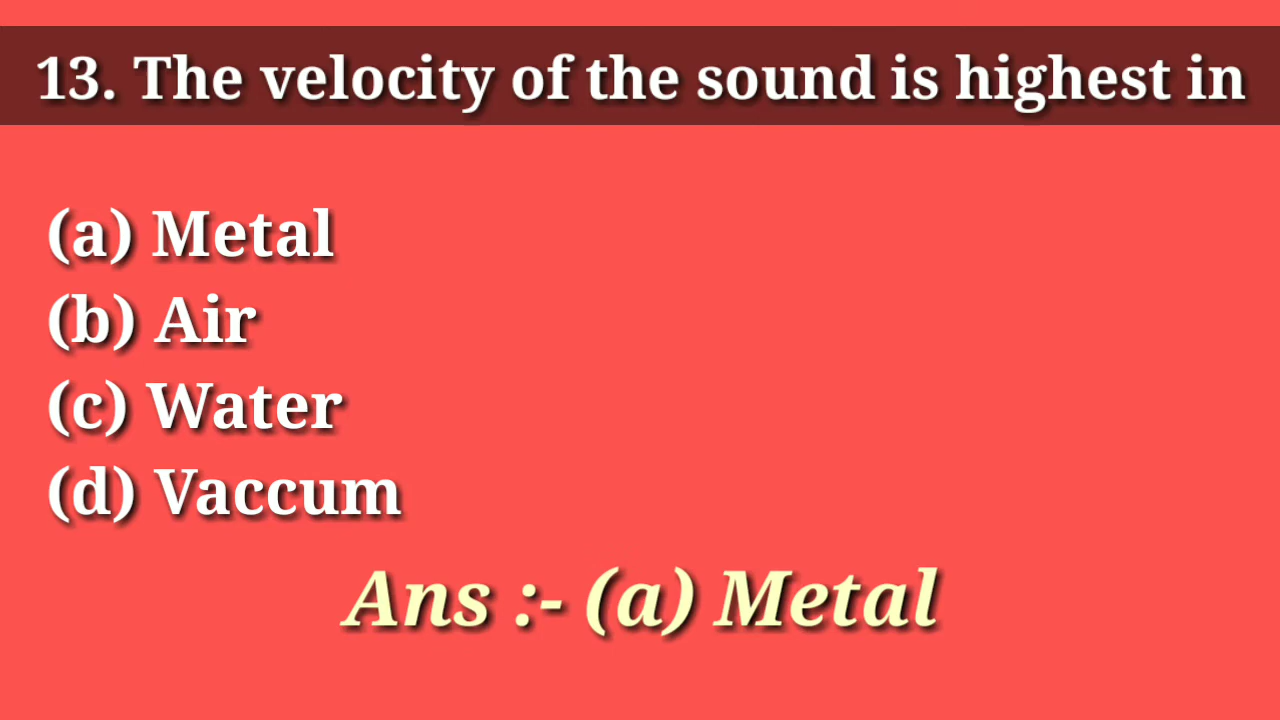 13. The velocity of the sound is highest in
(a) Metal
(b) Air
(c) Water
(d) Vaccum
Ans :- (a) Metal